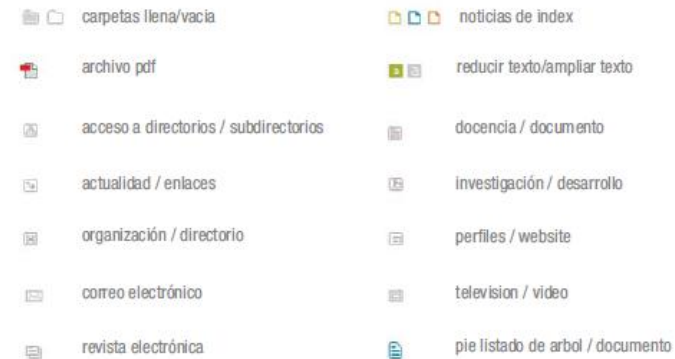 carpetas llena/vacia
noticias de index
archivo pdf
reducir texto/ampliar texto
acceso a directorios / subdirectorios
docencia / documento
actualidad / enlaces
investigación / desarrollo
organización / directorio
perfiles / website
correo electrónico
television / video
revista electrónica
pie listado de arbol / documento